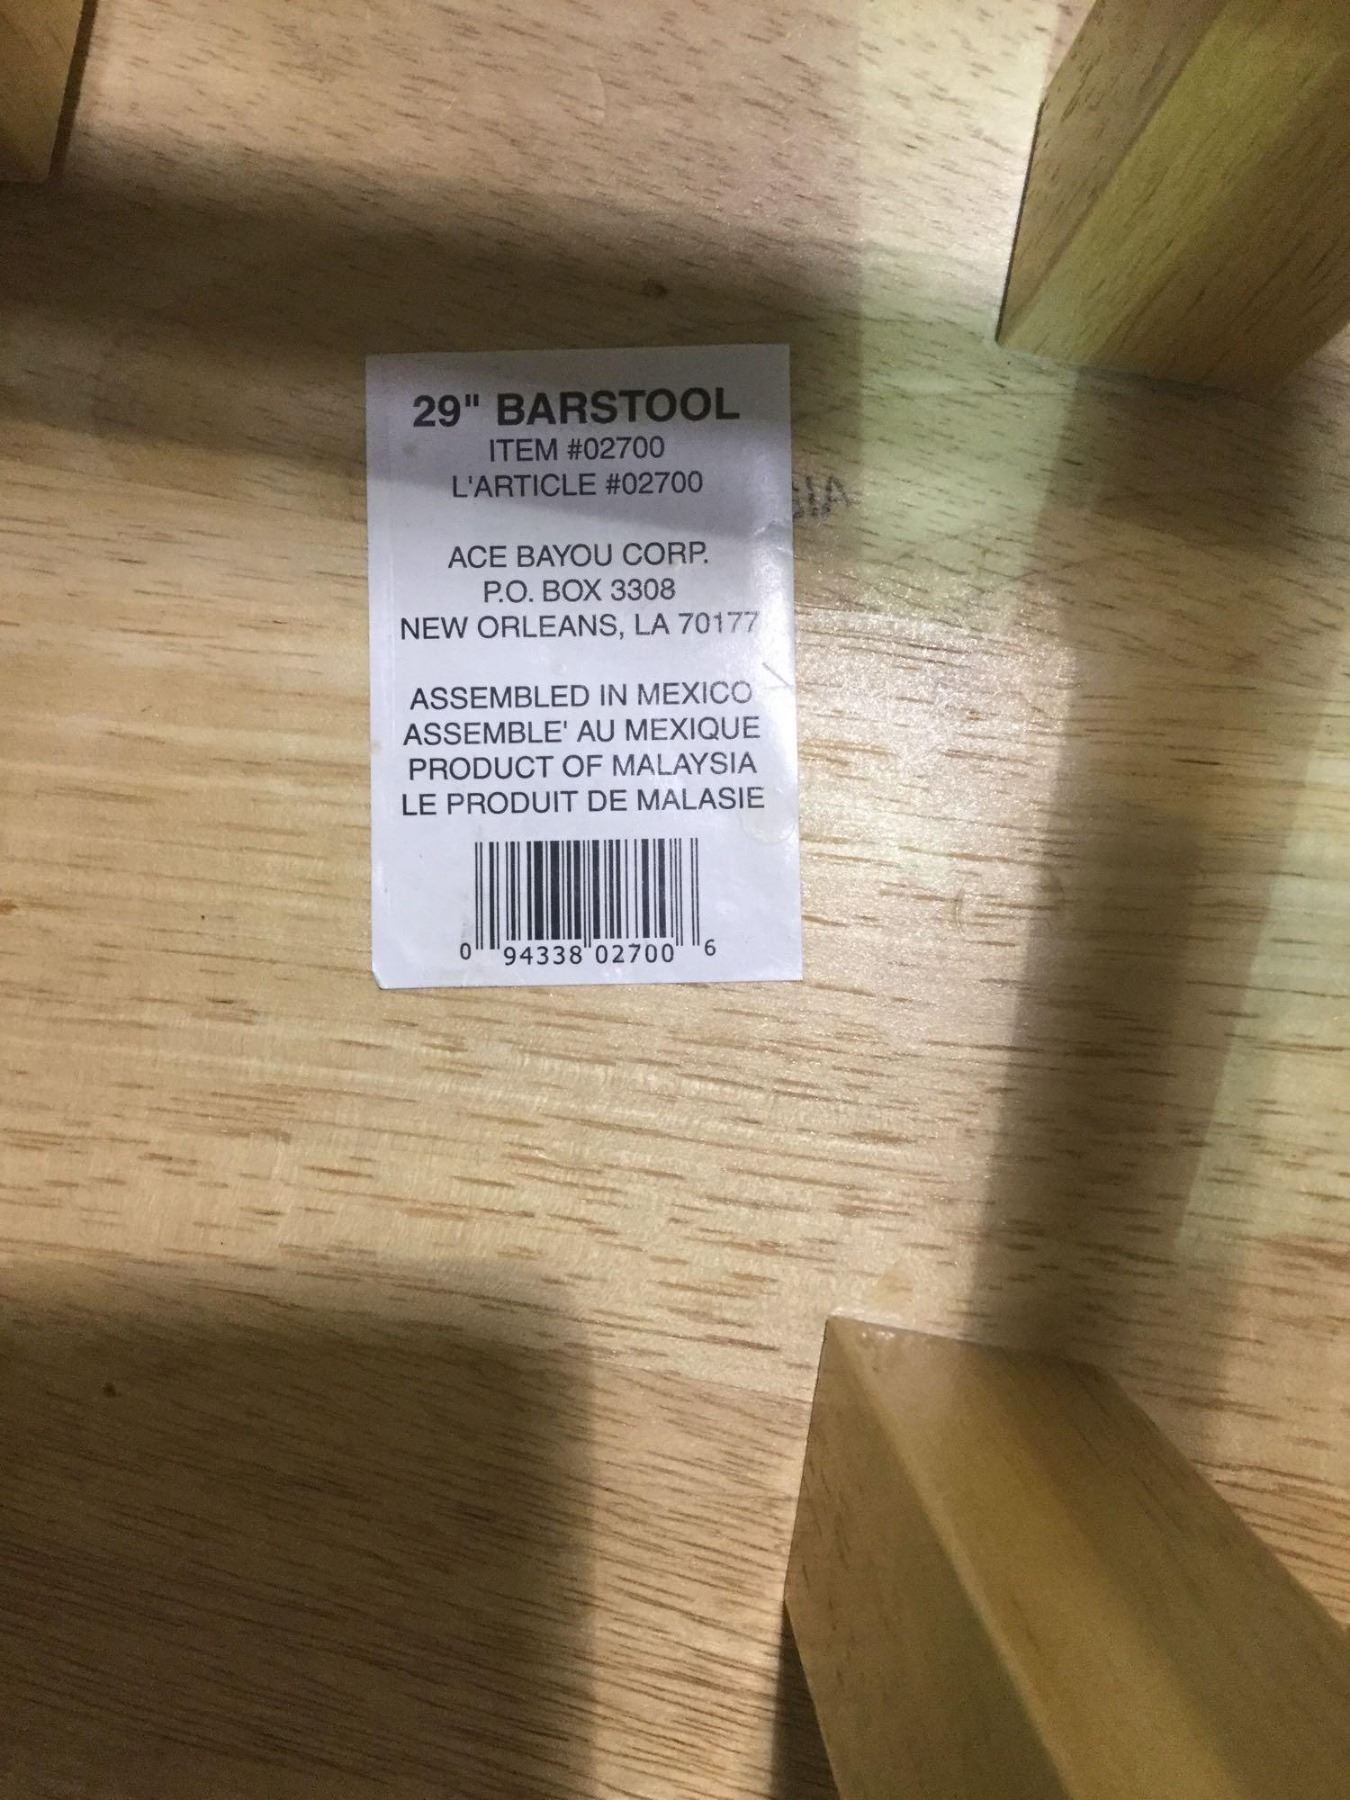 29" BARSTOOL
ITEM #02700
L'ARTICLE #02700
ACE BAYOU CORP.
P.O. BOX 3308
NEW ORLEANS, LA 70177
ASSEMBLED IN MEXICO
ASSEMBLE' AU MEXIQUE
PRODUCT OF MALAYSIA
LE PRODUIT DE MALASIE
0 94338 02700 6